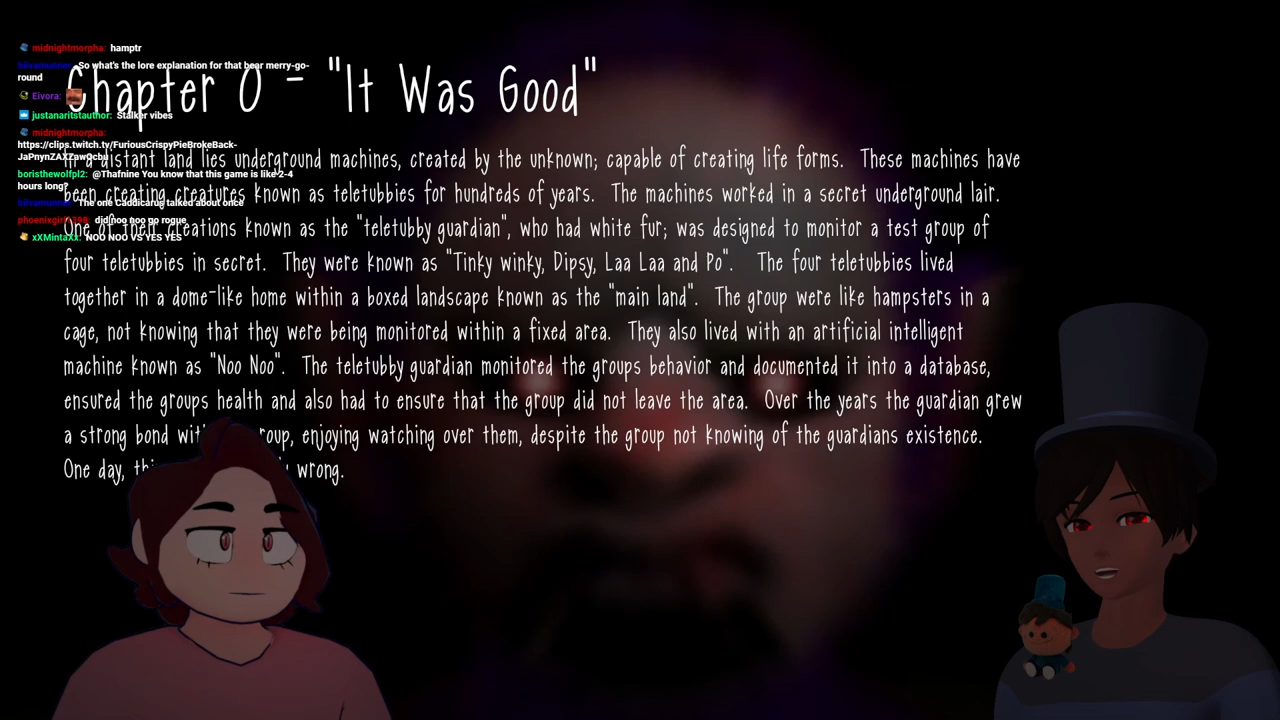 midnightmorpha: hamptr
So what's the lore explanation for that bear merry-go-
round
Eivora:
justanaritstauthor: Stalker vibes
midnightmorpha:
https://clips.twitch.tv/FuriousCrispyPieBrokeBack-
boristhewolfpl2: @Thafnine You know that this game is like 2-4
hours long?
The one Caddicarus talked about once
did noo noo go rogue
xXMintaXx: NOO NOO VS YES YES
Chapter 0 - "It Was Good"
In a distant land lies underground machines, created by the unknown; capable of creating life forms. These machines have
been creating creatures known as teletubbies for hundreds of years. The machines worked in a secret underground lair.
One of their creations known as the "teletubby guardian", who had white fur; was designed to monitor a test group of
four teletubbies in secret. They were known as "Tinky winky, Dipsy, Laa Laa and Po". The four teletubbies lived
together in a dome-like home within a boxed landscape known as the "main land". The group were like hampsters in a
cage, not knowing that they were being monitored within a fixed area. They also lived with an artificial intelligent
machine known as "Noo Noo". The teletubby guardian monitored the groups behavior and documented it into a database,
ensured the groups health and also had to ensure that the group did not leave the area. Over the years the guardian grew
a strong bond group, enjoying watching over them, despite the group not knowing of the guardians existence.
One day, wrong.